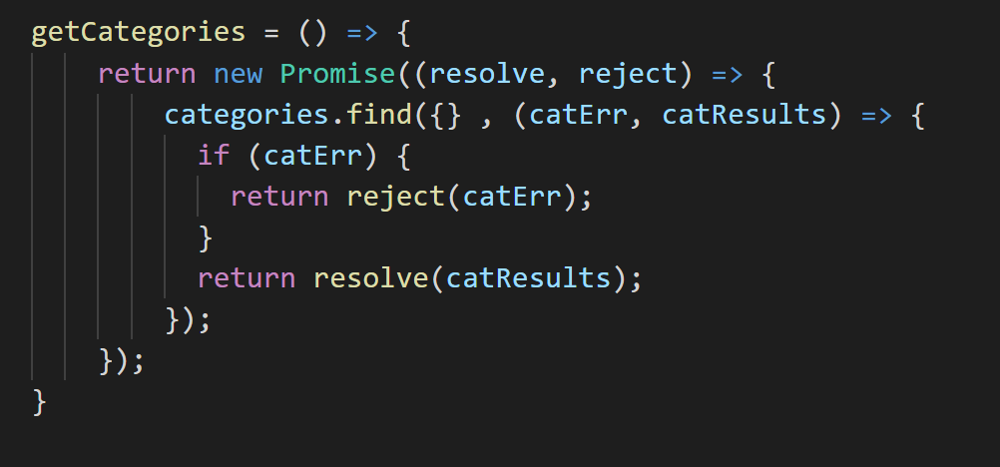 getCategories = () => {
return new Promise((resolve, reject) => {
categories.find({} , (catErr, catResults) => {
if (catErr) {
return reject(catErr);
}
return resolve(catResults);
});
});
}